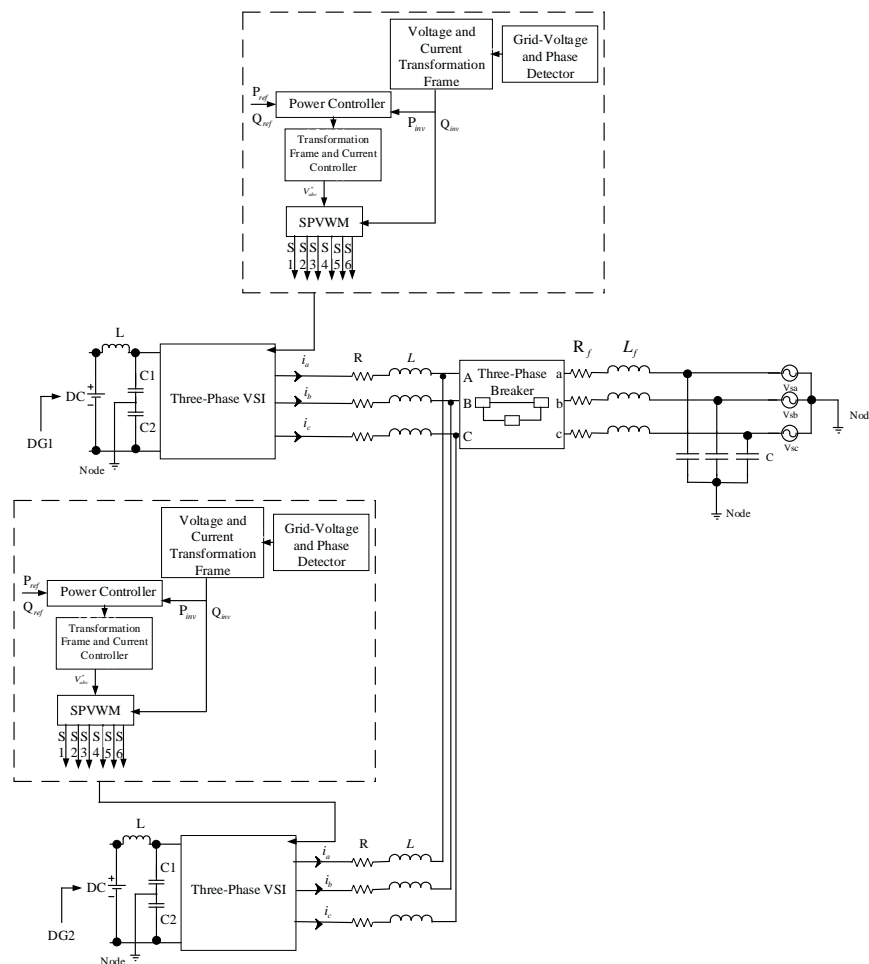 Voltage and
Current
Transformation
Frame
Grid-Voltage
and Phase
Detector
Pref
Qref
Power Controller
Pinv
Qinv
Transformation
Frame and Current
Controller
V*abc
SPVWM
S S S S S S
1 2 3 4 5 6
L
DC
+
−
C1
C2
DG1
Node
Three-Phase VSI
ia
ib
ic
R
L
A
B
C
Three-Phase
Breaker
a
b
c
Rf
Lf
Vsa
Vsb
Vsc
Nod
C
Node
Voltage and
Current
Transformation
Frame
Grid-Voltage
and Phase
Detector
Pref
Qref
Power Controller
Pinv
Qinv
Transformation
Frame and Current
Controller
V*abc
SPVWM
S S S S S S
1 2 3 4 5 6
L
DC
+
−
C1
C2
DG2
Node
Three-Phase VSI
ia
ib
ic
R
L